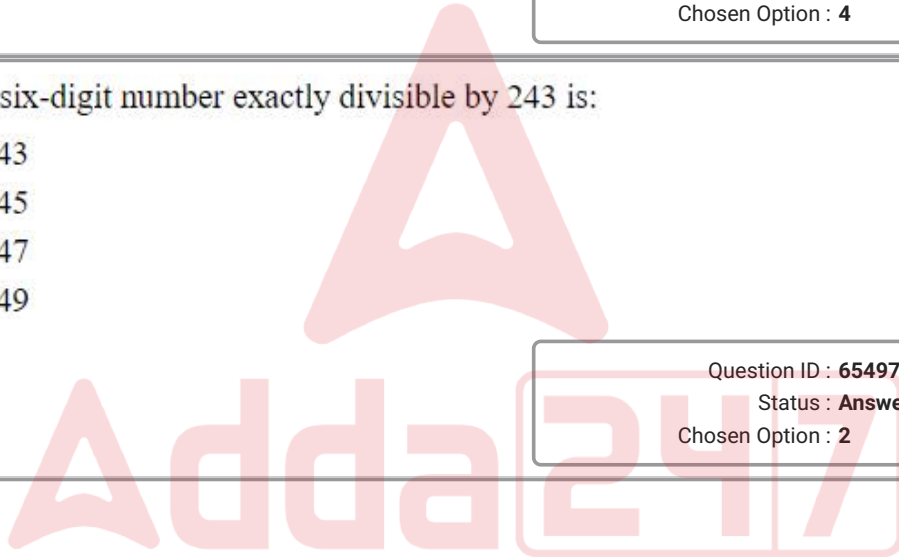 Chosen Option : 4
six-digit number exactly divisible by 243 is:
43
45
47
49
Question ID : 65497
Status : Answe
Chosen Option : 2
Adda247